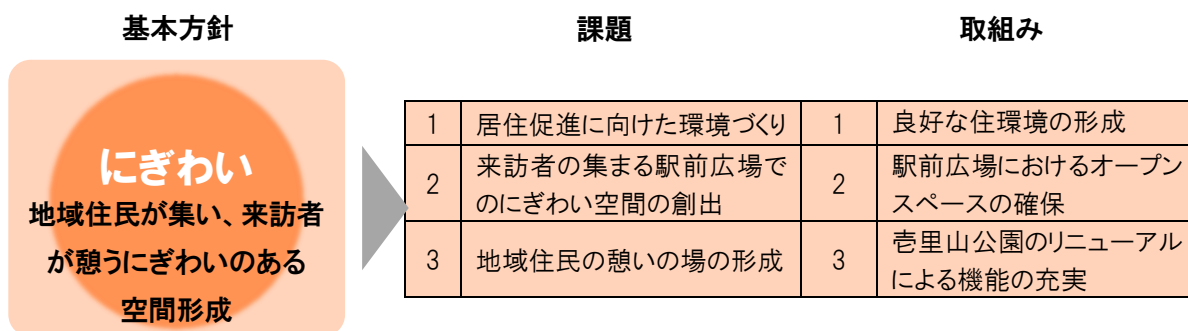 基本方針
課題
取組み
にぎわい
地域住民が集い、来訪者
が憩うにぎわいのある
空間形成
1 居住促進に向けた環境づくり 1 良好な住環境の形成
2 来訪者の集まる駅前広場で
のにぎわい空間の創出
2 駅前広場におけるオープン
スペースの確保
3 地域住民の憩いの場の形成
3 壱里山公園のリニューアル
による機能の充実